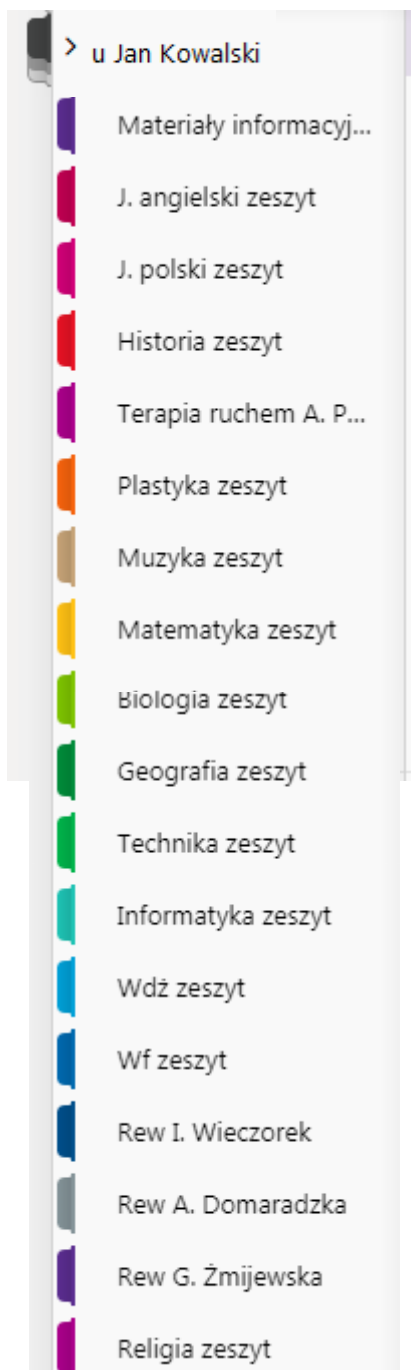 u Jan Kowalski
Materiały informacyj...
J. angielski zeszyt
J. polski zeszyt
Historia zeszyt
Terapia ruchem A. P...
Plastyka zeszyt
Muzyka zeszyt
Matematyka zeszyt
Biologia zeszyt
Geografia zeszyt
Technika zeszyt
Informatyka zeszyt
Wdż zeszyt
Wf zeszyt
Rew I. Wieczorek
Rew A. Domaradzka
Rew G. Żmijewska
Religia zeszyt